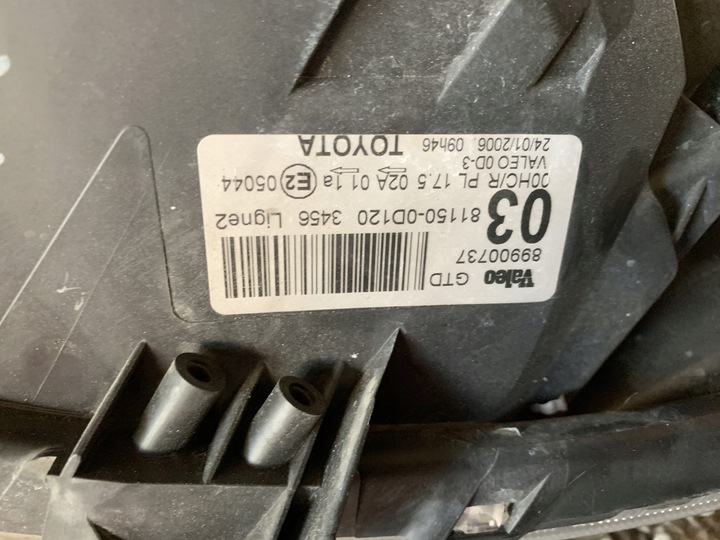 Valeo GTD
89900737
03 81150-0D120 3456 Ligne2
00HC/R PL 17.5 02A 01 1a E2 05044
VALEO 0D-3
24/01/2006 09h46 TOYOTA